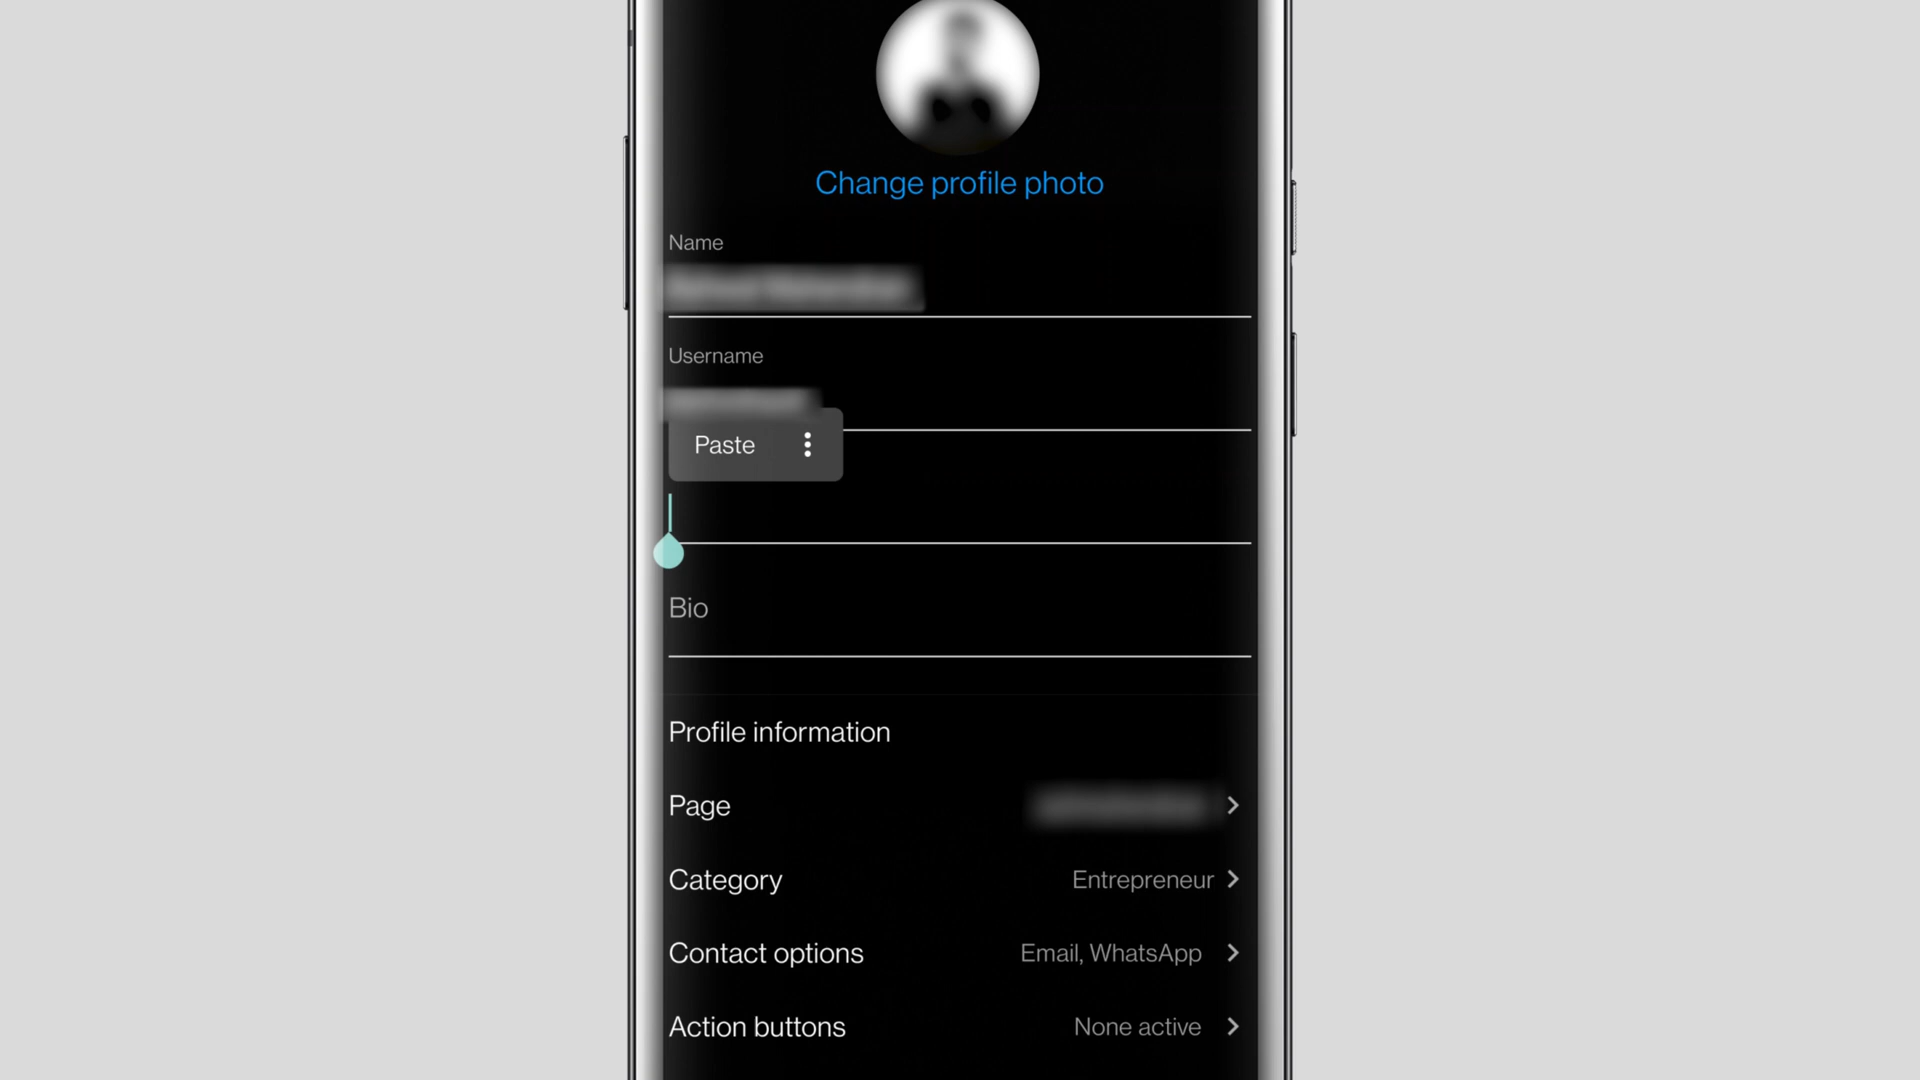 Change profile photo
Name
Username
Paste
Bio
Profile information
Page
Category
Entrepreneur
Contact options
Email, WhatsApp
Action buttons
None active